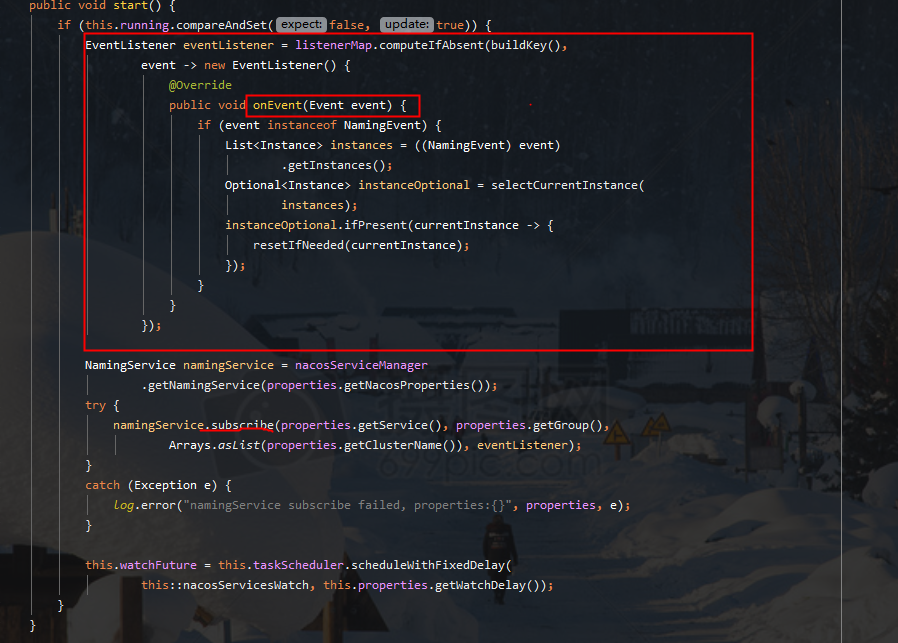 public void start() {
if (this.running.compareAndSet( expect: false, update: true)) {
EventListener eventListener = listenerMap.computeIfAbsent(buildKey(),
event -> new EventListener() {
@Override
public void onEvent(Event event) {
if (event instanceof NamingEvent) {
List<Instance> instances = ((NamingEvent) event)
.getInstances();
Optional<Instance> instanceOptional = selectCurrentInstance(
instances);
instanceOptional.ifPresent(currentInstance -> {
resetIfNeeded(currentInstance);
});
}
}
});
NamingService namingService = nacosServiceManager
.getNamingService(properties.getNacosProperties());
try {
namingService.subscribe(properties.getService(), properties.getGroup(),
Arrays.asList(properties.getClusterName()), eventListener);
}
catch (Exception e) {
log.error("namingService subscribe failed, properties:{}", properties, e);
}
this.watchFuture = this.taskScheduler.scheduleWithFixedDelay(
this::nacosServicesWatch, this.properties.getWatchDelay());
}
}
699pic.com